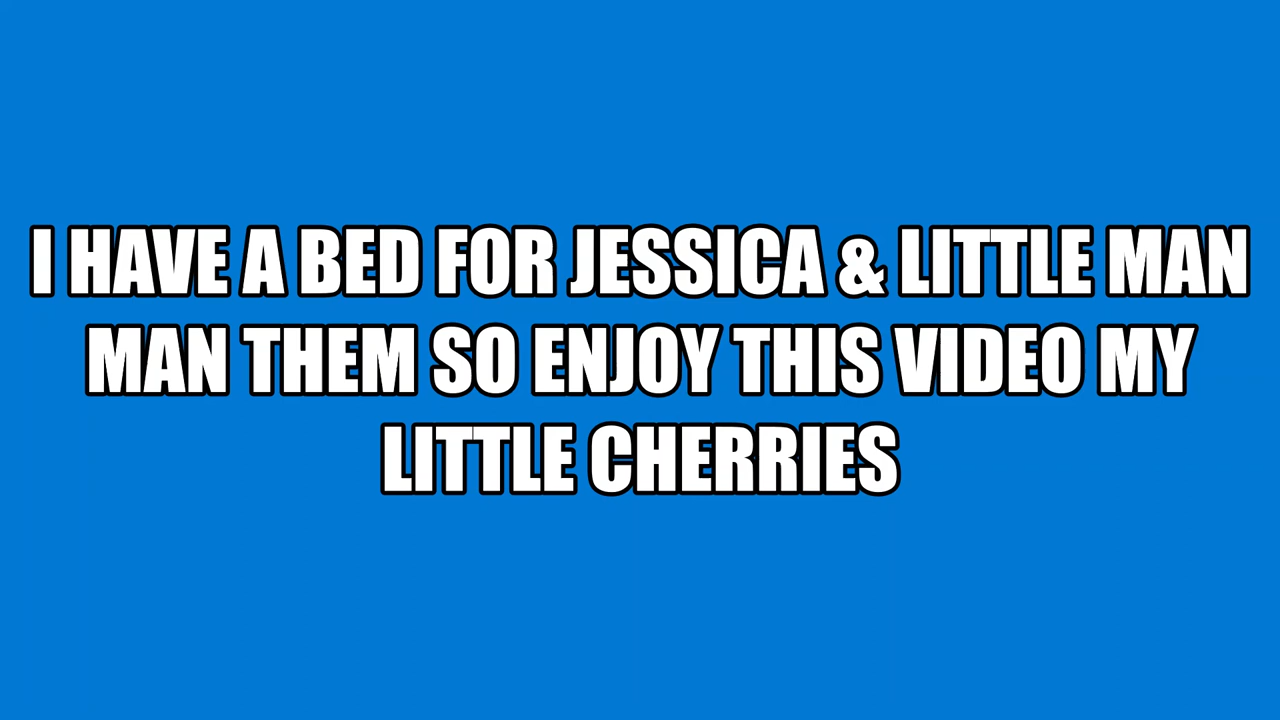 I HAVE A BED FOR JESSICA & LITTLE MAN
MAN THEM SO ENJOY THIS VIDEO MY
LITTLE CHERRIES